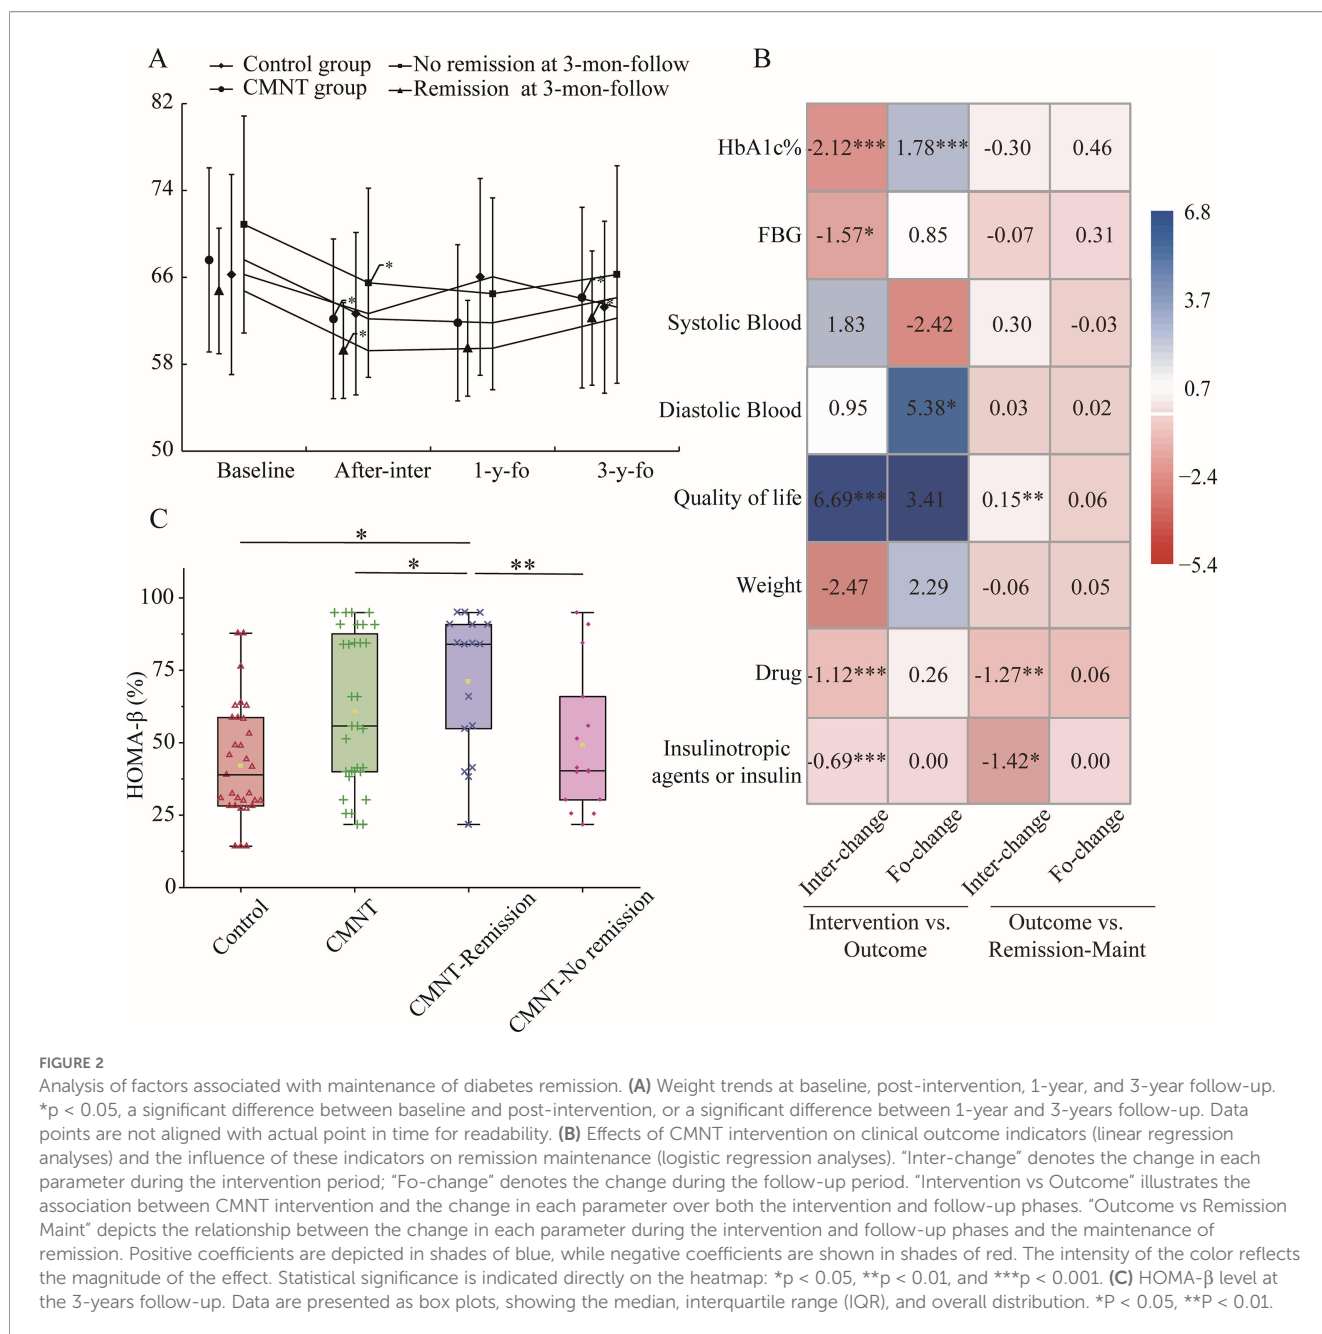 A
Control group
No remission at 3-mon-follow
CMNT group
Remission at 3-mon-follow
82
74
66
58
50
*
*
*
*
*
Baseline
After-inter
1-y-fo
3-y-fo
B
HbA1c% -2.12*** 1.78*** -0.30 0.46
FBG -1.57* 0.85 -0.07 0.31
Systolic Blood 1.83 -2.42 0.30 -0.03
Diastolic Blood 0.95 5.38* 0.03 0.02
Quality of life 6.69*** 3.41 0.15** 0.06
Weight -2.47 2.29 -0.06 0.05
Drug -1.12*** 0.26 -1.27** 0.06
Insulinotropic
agents or insulin -0.69*** 0.00 -1.42* 0.00
Inter-change Fo-change Inter-change Fo-change
Intervention vs.
Outcome
Outcome vs.
Remission-Maint
6.8
3.7
0.7
−2.4
−5.4
C
*
* **
HOMA-β (%)
100
75
50
25
0
Control
CMNT
CMNT-Remission
CMNT-No remission
FIGURE 2
Analysis of factors associated with maintenance of diabetes remission. (A) Weight trends at baseline, post-intervention, 1-year, and 3-year follow-up.
*p < 0.05, a significant difference between baseline and post-intervention, or a significant difference between 1-year and 3-years follow-up. Data
points are not aligned with actual point in time for readability. (B) Effects of CMNT intervention on clinical outcome indicators (linear regression
analyses) and the influence of these indicators on remission maintenance (logistic regression analyses). “Inter-change” denotes the change in each
parameter during the intervention period; “Fo-change” denotes the change during the follow-up period. “Intervention vs Outcome” illustrates the
association between CMNT intervention and the change in each parameter over both the intervention and follow-up phases. “Outcome vs Remission
Maint” depicts the relationship between the change in each parameter during the intervention and follow-up phases and the maintenance of
remission. Positive coefficients are depicted in shades of blue, while negative coefficients are shown in shades of red. The intensity of the color reflects
the magnitude of the effect. Statistical significance is indicated directly on the heatmap: *p < 0.05, **p < 0.01, and ***p < 0.001. (C) HOMA-β level at
the 3-years follow-up. Data are presented as box plots, showing the median, interquartile range (IQR), and overall distribution. *P < 0.05, **P < 0.01.